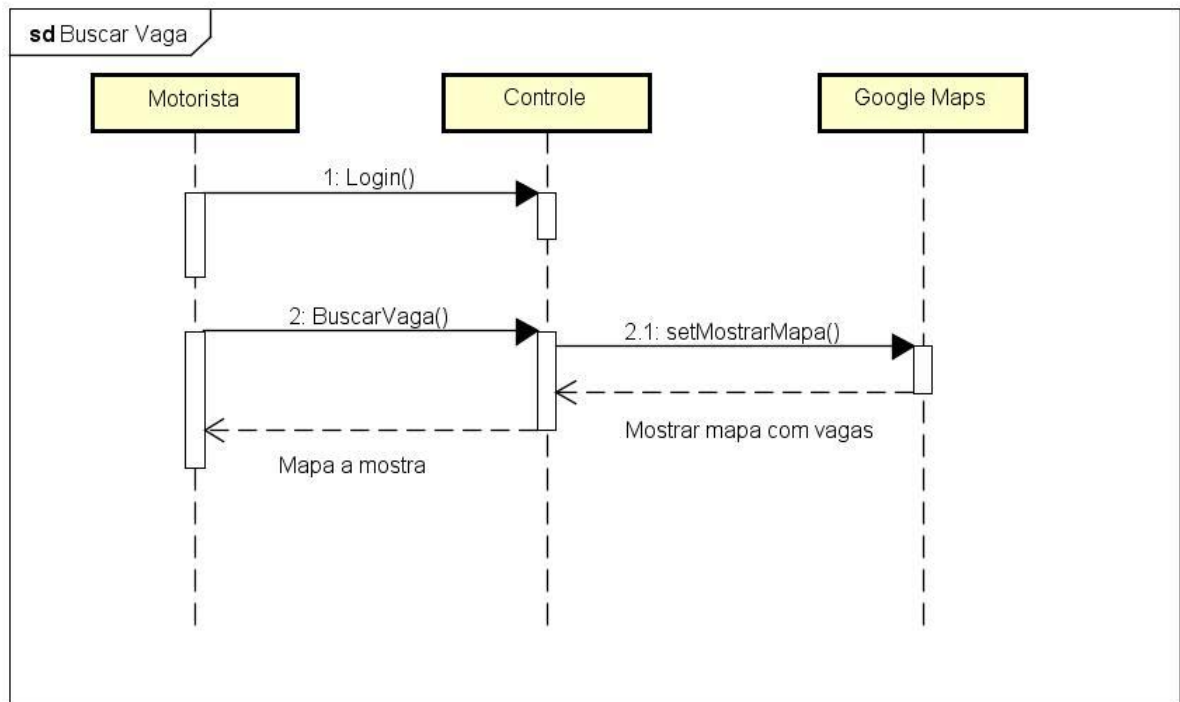 sd Buscar Vaga
Motorista
Controle
Google Maps
1: Login()
2: BuscarVaga()
2.1: setMostrarMapa()
Mostrar mapa com vagas
Mapa a mostra